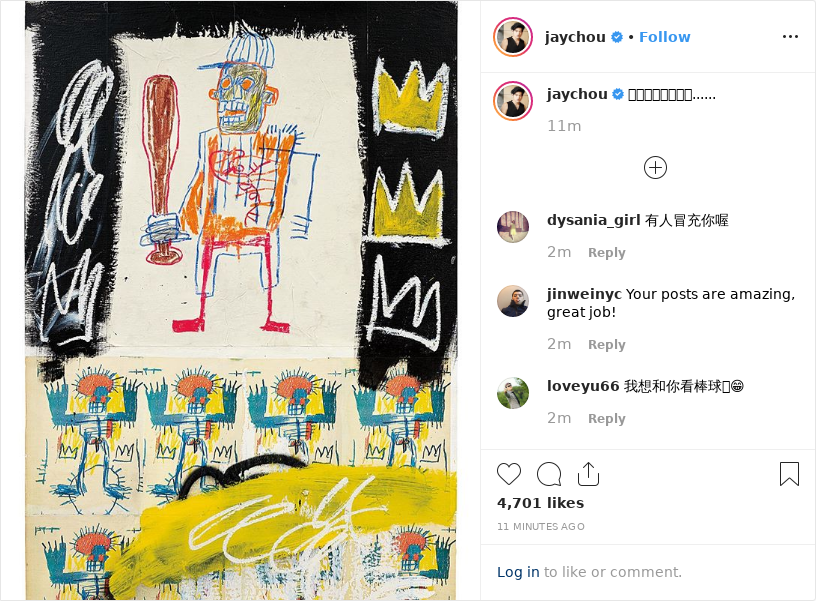 jaychou • Follow
jaychou ......
11m
dysania_girl 有人冒充你喔
2m Reply
jinweinyc Your posts are amazing,
great job!
2m Reply
loveyu66 我想和你看棒球😁
2m Reply
4,701 likes
11 MINUTES AGO
Log in to like or comment.